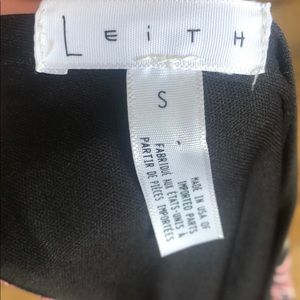 LEITH
S
MADE IN USA OF
IMPORTED PARTS
FABRIQUÉ AUX ÉTATS-UNIS À
PARTIR DE PIÈCES IMPORTÉES